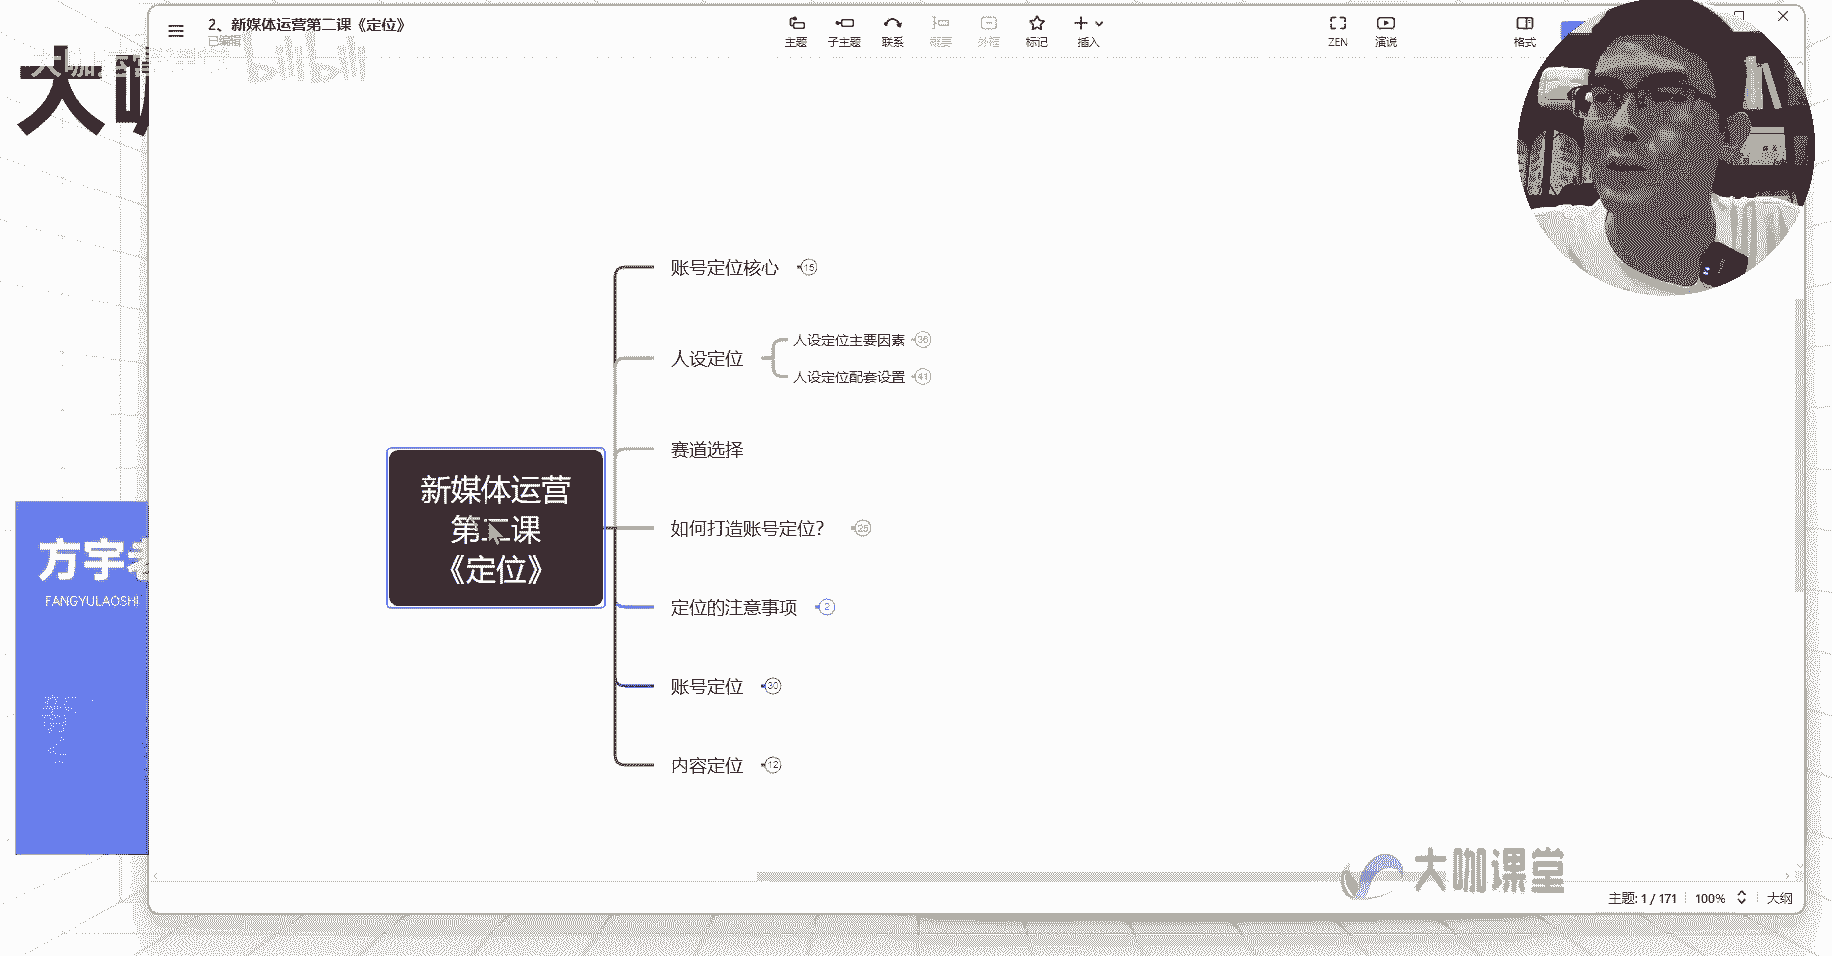 2、新媒体运营第二课《定位》
已编辑
主题
子主题
联系
概要
外框
标记
插入
ZEN
演说
格式
大咖运营
bilibili
大咖
账号定位核心 15
人设定位
人设定位主要因素 36
人设定位配套设置 41
赛道选择
新媒体运营
第二课
《定位》
如何打造账号定位? 25
定位的注意事项 2
账号定位 30
内容定位 12
方宇老
FANGYULAOSHI
大咖课堂
主题: 1 / 171
100%
大纲